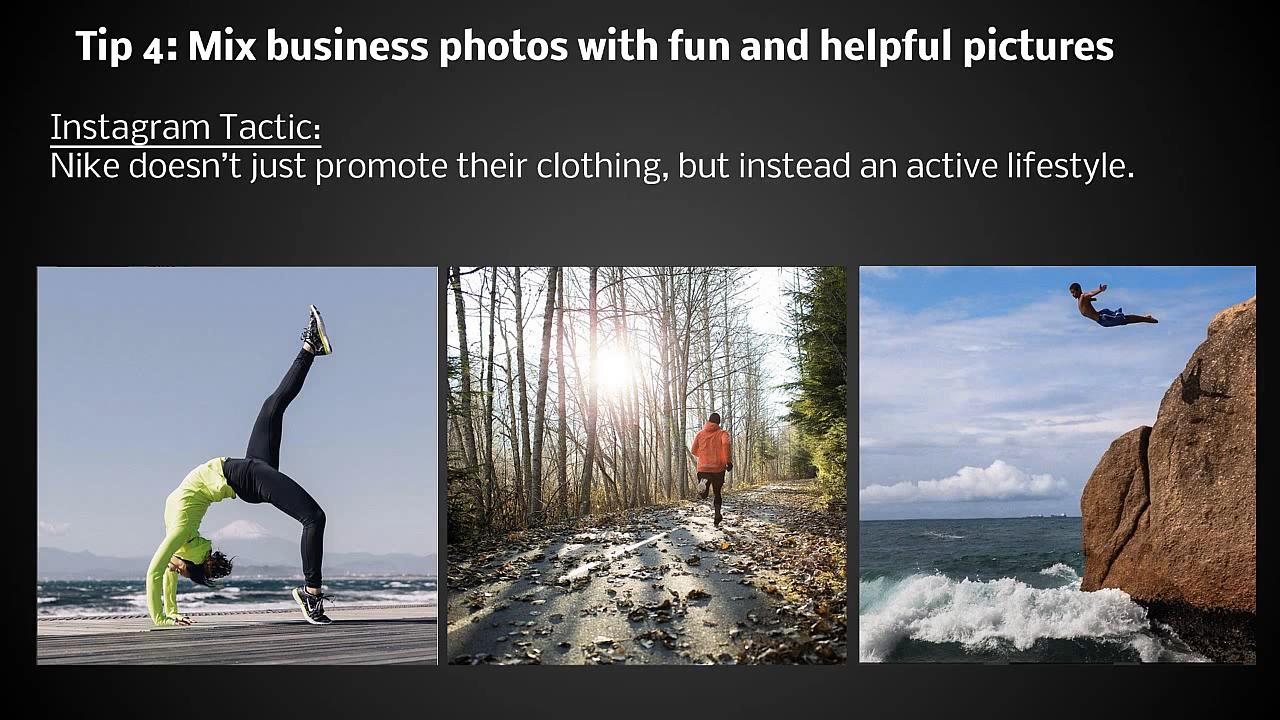 Tip 4: Mix business photos with fun and helpful pictures
Instagram Tactic:
Nike doesn’t just promote their clothing, but instead an active lifestyle.